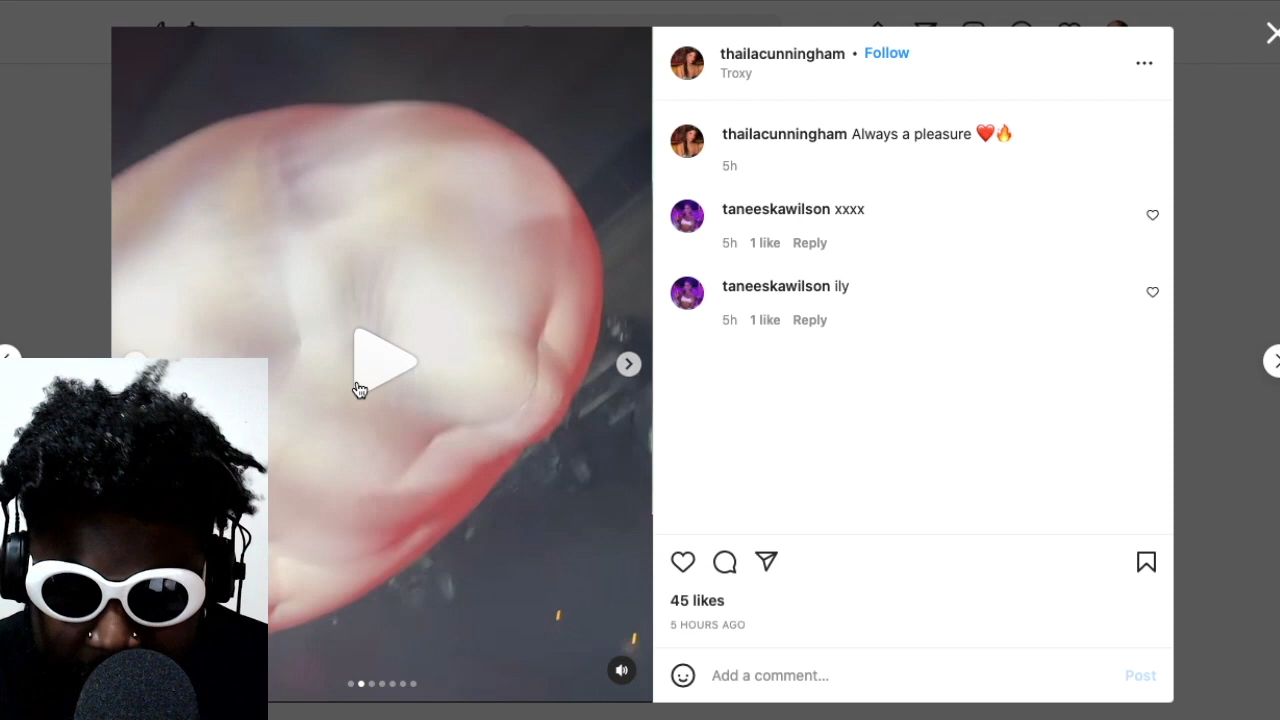 thailacunningham • Follow
Troxy
thailacunningham Always a pleasure ❤️🔥
5h
taneeskawilson xxxx
5h 1 like Reply
taneeskawilson ily
5h 1 like Reply
45 likes
5 HOURS AGO
Add a comment... Post